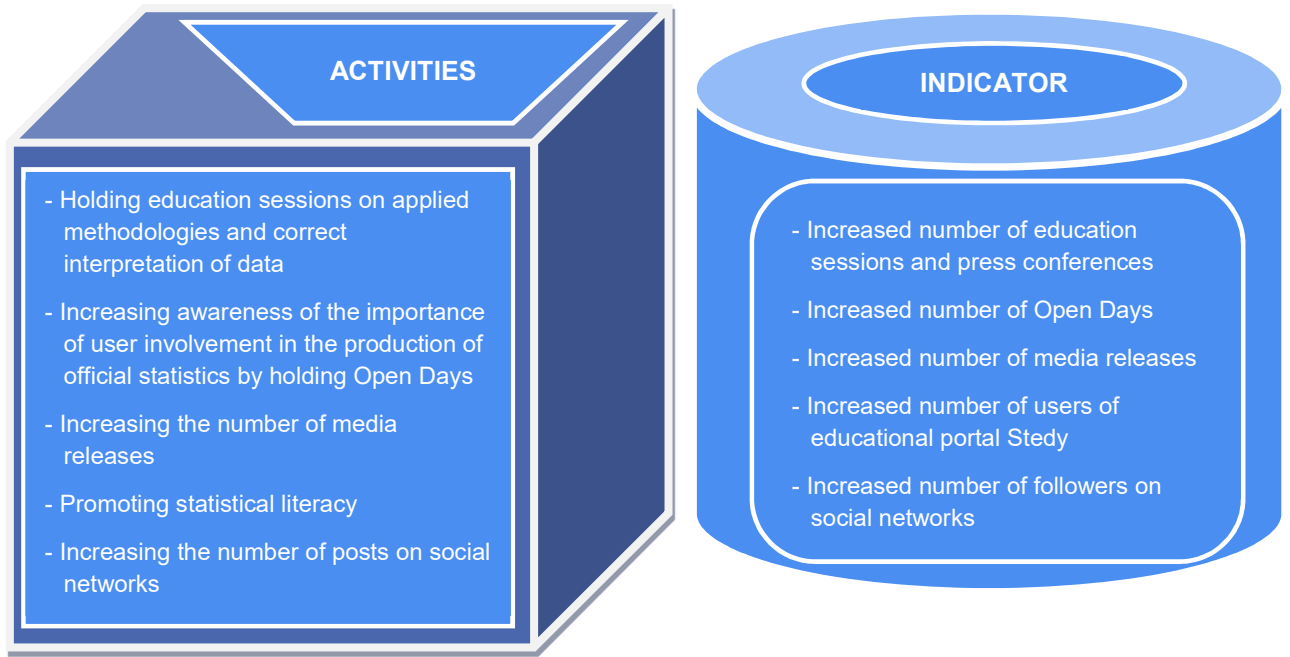 ACTIVITIES
- Holding education sessions on applied
methodologies and correct
interpretation of data
- Increasing awareness of the importance
of user involvement in the production of
official statistics by holding Open Days
- Increasing the number of media
releases
- Promoting statistical literacy
- Increasing the number of posts on social
networks
INDICATOR
- Increased number of education
sessions and press conferences
- Increased number of Open Days
- Increased number of media releases
- Increased number of users of
educational portal Stedy
- Increased number of followers on
social networks